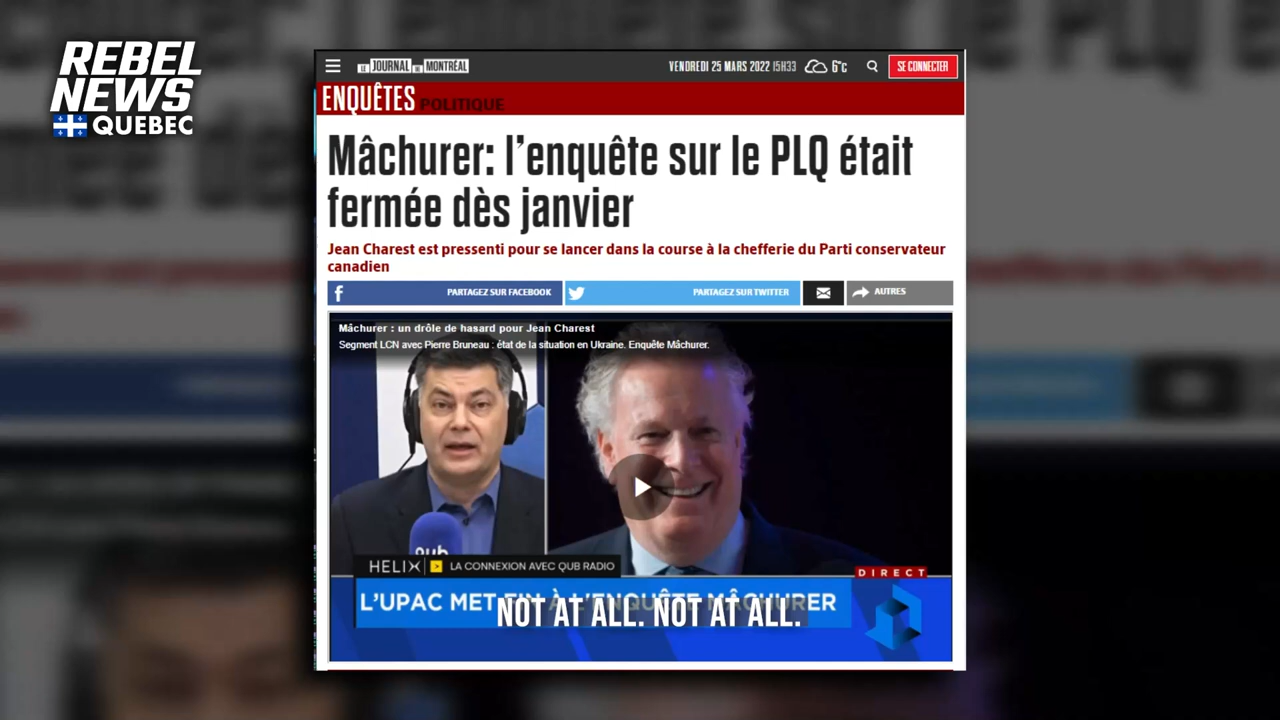 REBEL
NEWS
QUEBEC
LE JOURNAL DE MONTRÉAL
VENDREDI 25 MARS 2022 15H33
6°C
SE CONNECTER
ENQUÊTES POLITIQUE
Mâchurer: l'enquête sur le PLQ était
fermée dès janvier
Jean Charest est pressenti pour se lancer dans la course à la chefferie du Parti conservateur
canadien
PARTAGEZ SUR FACEBOOK
PARTAGEZ SUR TWITTER
AUTRES
Mâchurer : un drôle de hasard pour Jean Charest
Segment LCN avec Pierre Bruneau : état de la situation en Ukraine. Enquête Mâchurer.
qub
HELIX > LA CONNEXION AVEC QUB RADIO
DIRECT
L'UPAC MET FIN À L'ENQUÊTE MÂCHURER
NOT AT ALL. NOT AT ALL.